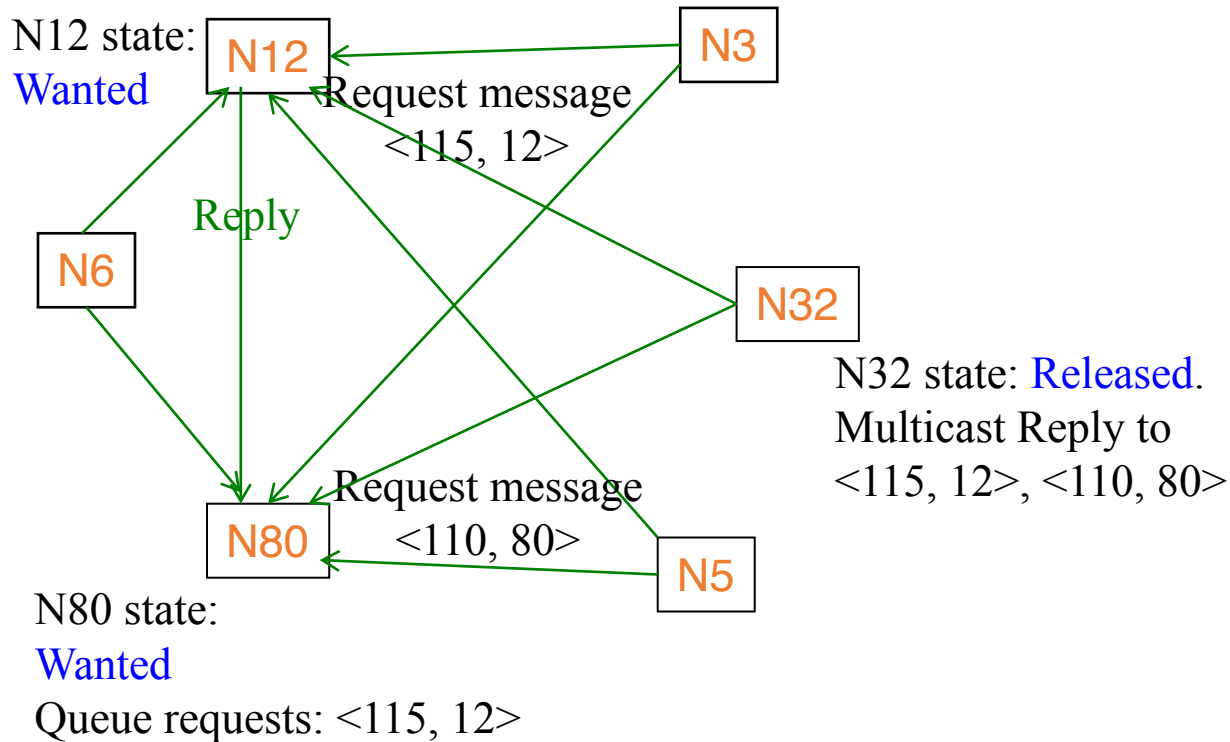 N12 state:
Wanted
N12
N3
Request message
<115, 12>
Reply
N6
N32
N32 state: Released.
Multicast Reply to
<115, 12>, <110, 80>
Request message
<110, 80>
N80
N5
N80 state:
Wanted
Queue requests: <115, 12>